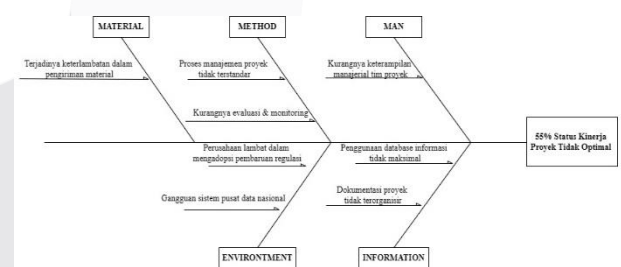 MATERIAL
METHOD
MAN
Terjadinya keterlambatan dalam
pengiriman material
Proses manajemen proyek
tidak terstandar
Kurangnya evaluasi & monitoring
Kurangnya keterampilan
manajerial tim proyek
55% Status Kinerja
Proyek Tidak Optimal
Perusahaan lambat dalam
mengadopsi pembaruan regulasi
Gangguan sistem pusat data nasional
Penggunaan database informasi
tidak maksimal
Dokumentasi proyek
tidak terorganisir
ENVIRONTMENT
INFORMATION